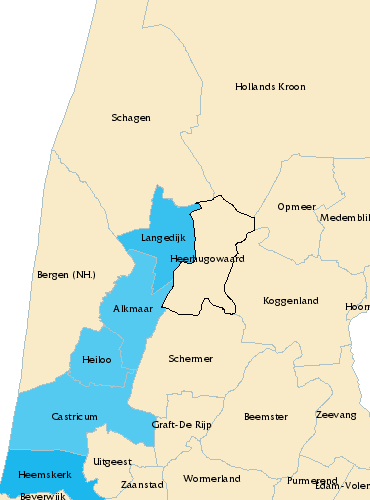 Hollands Kroon
Schagen
Opmeer
Medemblik
Langedijk
Heerhugowaard
Bergen (NH.)
Koggenland
Hoorn
Alkmaar
Heiloo
Schermer
Castricum
Graft-De Rijp
Beemster
Zeevang
Uitgeest
Heemskerk
Zaanstad
Wormerland
Purmerend
Edam-Volen
Beverwijk